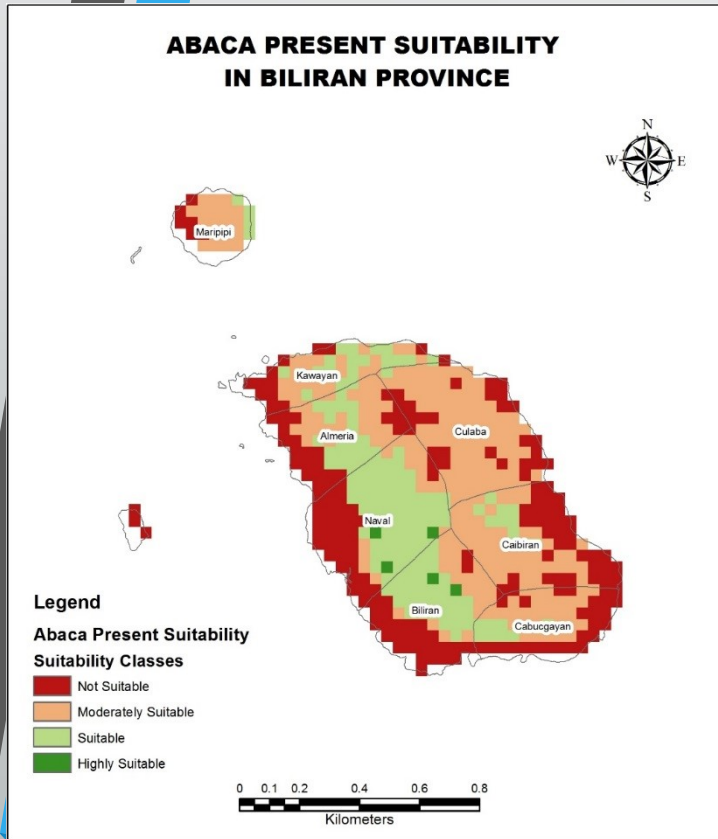 ABACA PRESENT SUITABILITY
IN BILIRAN PROVINCE
N
W E
S
Maripipi
Kawayan
Almeria
Culaba
Naval
Caibiran
Biliran
Cabucgayan
Legend
Abaca Present Suitability
Suitability Classes
Not Suitable
Moderately Suitable
Suitable
Highly Suitable
0 0.1 0.2 0.4 0.6 0.8
Kilometers